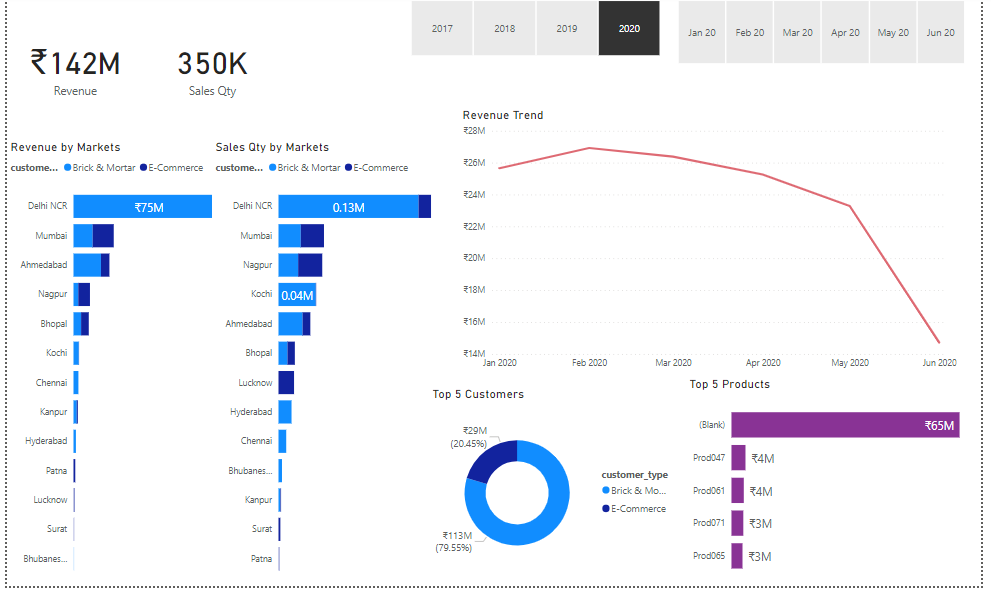 2017 2018 2019 2020 Jan 20 Feb 20 Mar 20 Apr 20 May 20 Jun 20
₹142M 350K
Revenue Sales Qty
Revenue by Markets
custome... Brick & Mortar E-Commerce
Delhi NCR ₹75M
Mumbai
Ahmedabad
Nagpur
Bhopal
Kochi
Chennai
Kanpur
Hyderabad
Patna
Lucknow
Surat
Bhubanes...
Sales Qty by Markets
custome... Brick & Mortar E-Commerce
Delhi NCR 0.13M
Mumbai
Nagpur
Kochi 0.04M
Ahmedabad
Bhopal
Lucknow
Hyderabad
Chennai
Bhubanes...
Kanpur
Surat
Patna
Revenue Trend
₹28M
₹26M
₹24M
₹22M
₹20M
₹18M
₹16M
₹14M
Jan 2020 Feb 2020 Mar 2020 Apr 2020 May 2020 Jun 2020
Top 5 Customers
₹29M
(20.45%)
₹113M
(79.55%)
customer_type
Brick & Mo...
E-Commerce
Top 5 Products
(Blank) ₹65M
Prod047 ₹4M
Prod061 ₹4M
Prod071 ₹3M
Prod065 ₹3M